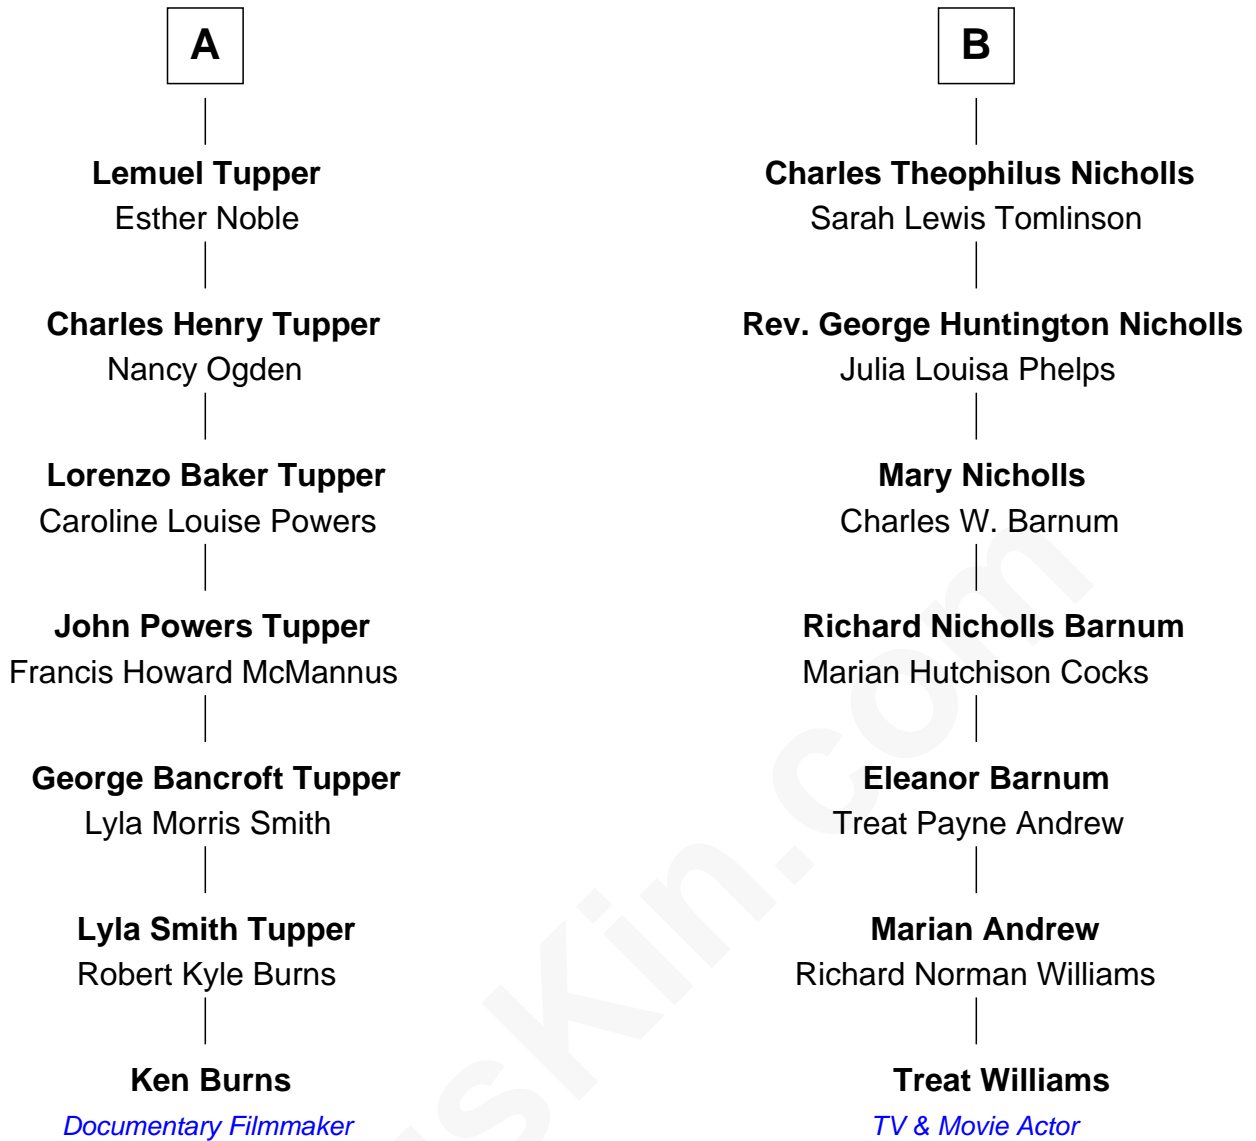 A
Lemuel Tupper
Esther Noble
Charles Henry Tupper
Nancy Ogden
Lorenzo Baker Tupper
Caroline Louise Powers
John Powers Tupper
Francis Howard McMannus
George Bancroft Tupper
Lyla Morris Smith
Lyla Smith Tupper
Robert Kyle Burns
Ken Burns
Documentary Filmmaker
B
Charles Theophilus Nicholls
Sarah Lewis Tomlinson
Rev. George Huntington Nicholls
Julia Louisa Phelps
Mary Nicholls
Charles W. Barnum
Richard Nicholls Barnum
Marian Hutchison Cocks
Eleanor Barnum
Treat Payne Andrew
Marian Andrew
Richard Norman Williams
Treat Williams
TV & Movie Actor